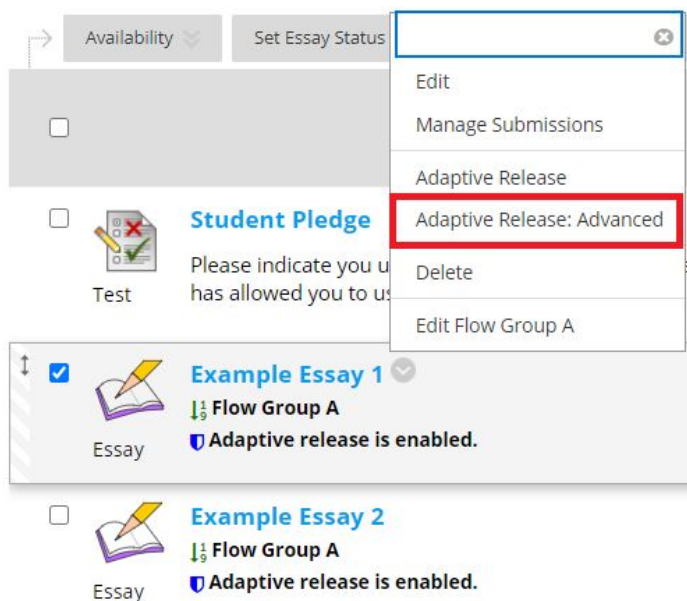 Availability
Set Essay Status
Edit
Manage Submissions
Adaptive Release
Adaptive Release: Advanced
Delete
Edit Flow Group A
Test
Student Pledge
Please indicate you
has allowed you to
Essay
Example Essay 1
Flow Group A
Adaptive release is enabled.
Essay
Example Essay 2
Flow Group A
Adaptive release is enabled.